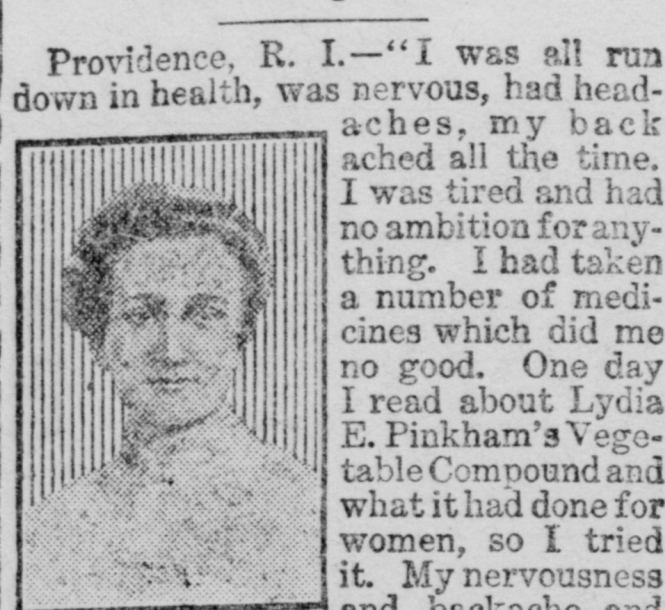 Providence, R. I.—"I was all run
down in health, was nervous, had head-
aches, my back
ached all the time.
I was tired and had
no ambition for any-
thing. I had taken
a number of medi-
cines which did me
no good. One day
I read about Lydia
E. Pinkham's Vege-
table Compound and
what it had done for
women, so I tried
it. My nervousness
and backache and